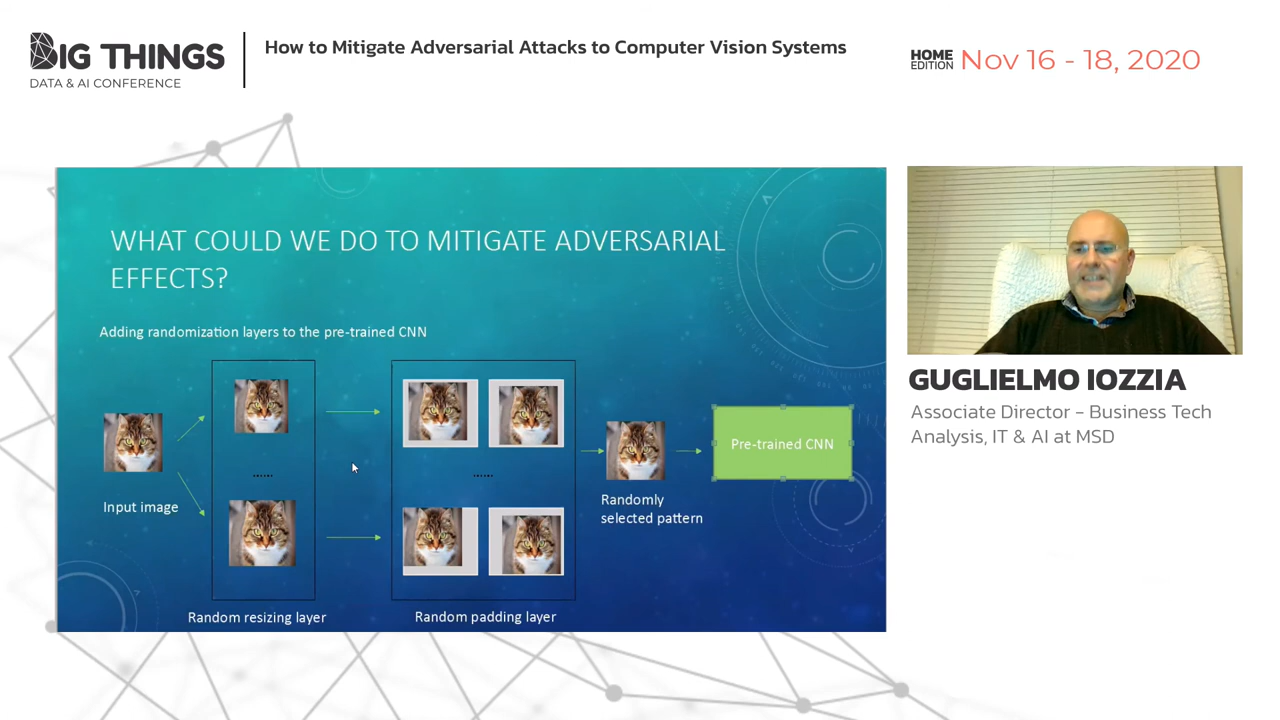 BIG THINGS
DATA & AI CONFERENCE
How to Mitigate Adversarial Attacks to Computer Vision Systems
HOME
EDITION
Nov 16 - 18, 2020
WHAT COULD WE DO TO MITIGATE ADVERSARIAL
EFFECTS?
Adding randomization layers to the pre-trained CNN
Input image
......
......
Random resizing layer
Random padding layer
Randomly
selected pattern
Pre-trained CNN
GUGLIELMO IOZZIA
Associate Director - Business Tech
Analysis, IT & AI at MSD